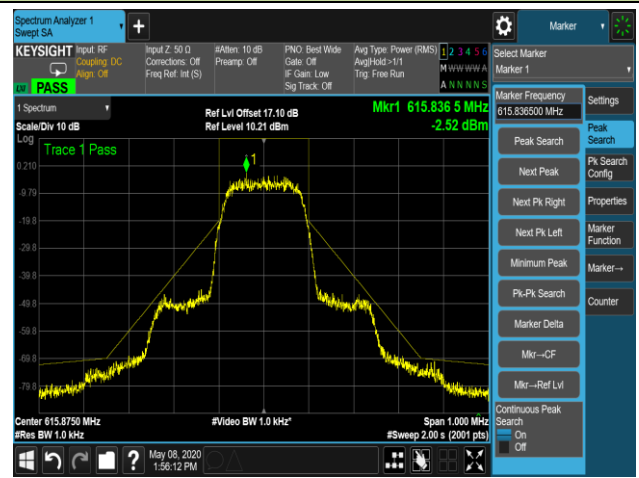 Spectrum Analyzer 1
Swept SA
Marker
KEYSIGHT
Input: RF
Coupling: DC
Align: Off
Input Z: 50 Ω
Corrections: Off
Freq Ref: Int (S)
#Atten: 10 dB
Preamp: Off
PNO: Best Wide
Gate: Off
IF Gain: Low
Sig Track: Off
Avg Type: Power (RMS)
Avg|Hold:>1/1
Trig: Free Run
1 2 3 4 5 6
M W W W W A
A N N N N S
LXI
PASS
Select Marker
Marker 1
1 Spectrum
Scale/Div 10 dB
Ref Lvl Offset 17.10 dB
Ref Level 10.21 dBm
Mkr1 615.836 5 MHz
-2.52 dBm
Log
Trace 1 Pass
1
0.210
-9.79
-19.8
-29.8
-39.8
-49.8
-59.8
-69.8
-79.8
Center 615.8750 MHz
#Res BW 1.0 kHz
#Video BW 1.0 kHz*
Span 1.000 MHz
#Sweep 2.00 s (2001 pts)
Marker Frequency
615.836500 MHz
Peak Search
Next Peak
Next Pk Right
Next Pk Left
Minimum Peak
Pk-Pk Search
Marker Delta
Mkr→CF
Mkr→Ref Lvl
Continuous Peak
Search
On
Off
Settings
Peak
Search
Pk Search
Config
Properties
Marker
Function
Marker→
Counter
?
May 08, 2020
1:56:12 PM